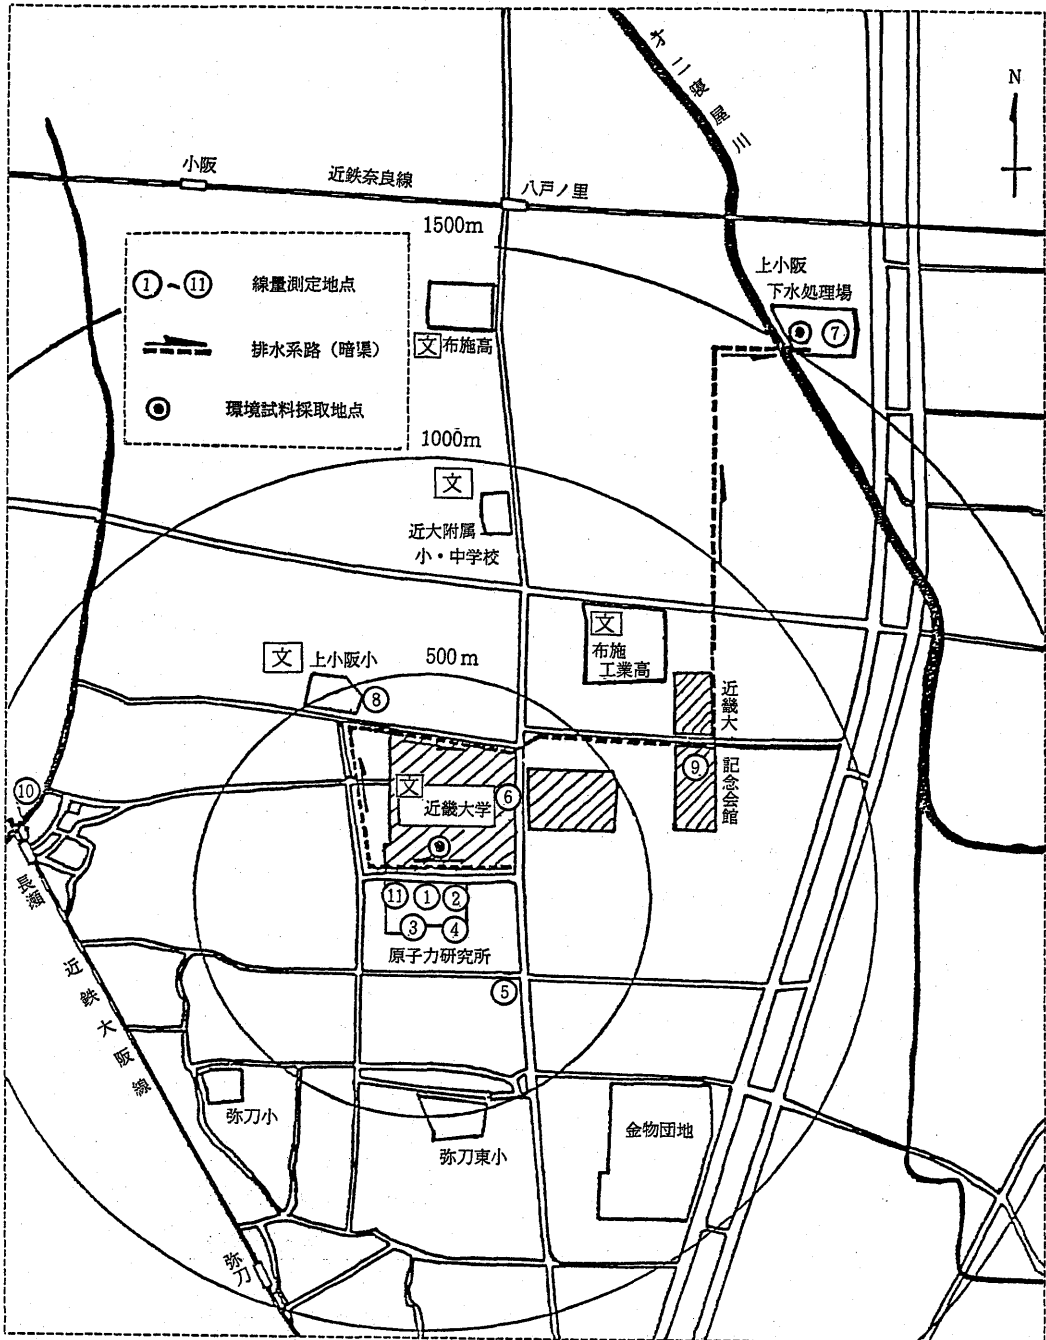 才二寝屋川
N
小阪
近鉄奈良線
八戸ノ里
1500m
上小阪
下水処理場
⑦
①~⑪ 線量測定地点
排水系路（暗渠）
環境試料採取地点
文 布施高
1000m
文
近大附属
小・中学校
文
布施
工業高
文 上小阪小
500m
⑧
近畿大 記念会館
⑨
文
近畿大学
⑥
⑩
長瀬
⑪ ① ②
③ ④
原子力研究所
⑤
近鉄大阪線
弥刀小
弥刀東小
金物団地
弥刀